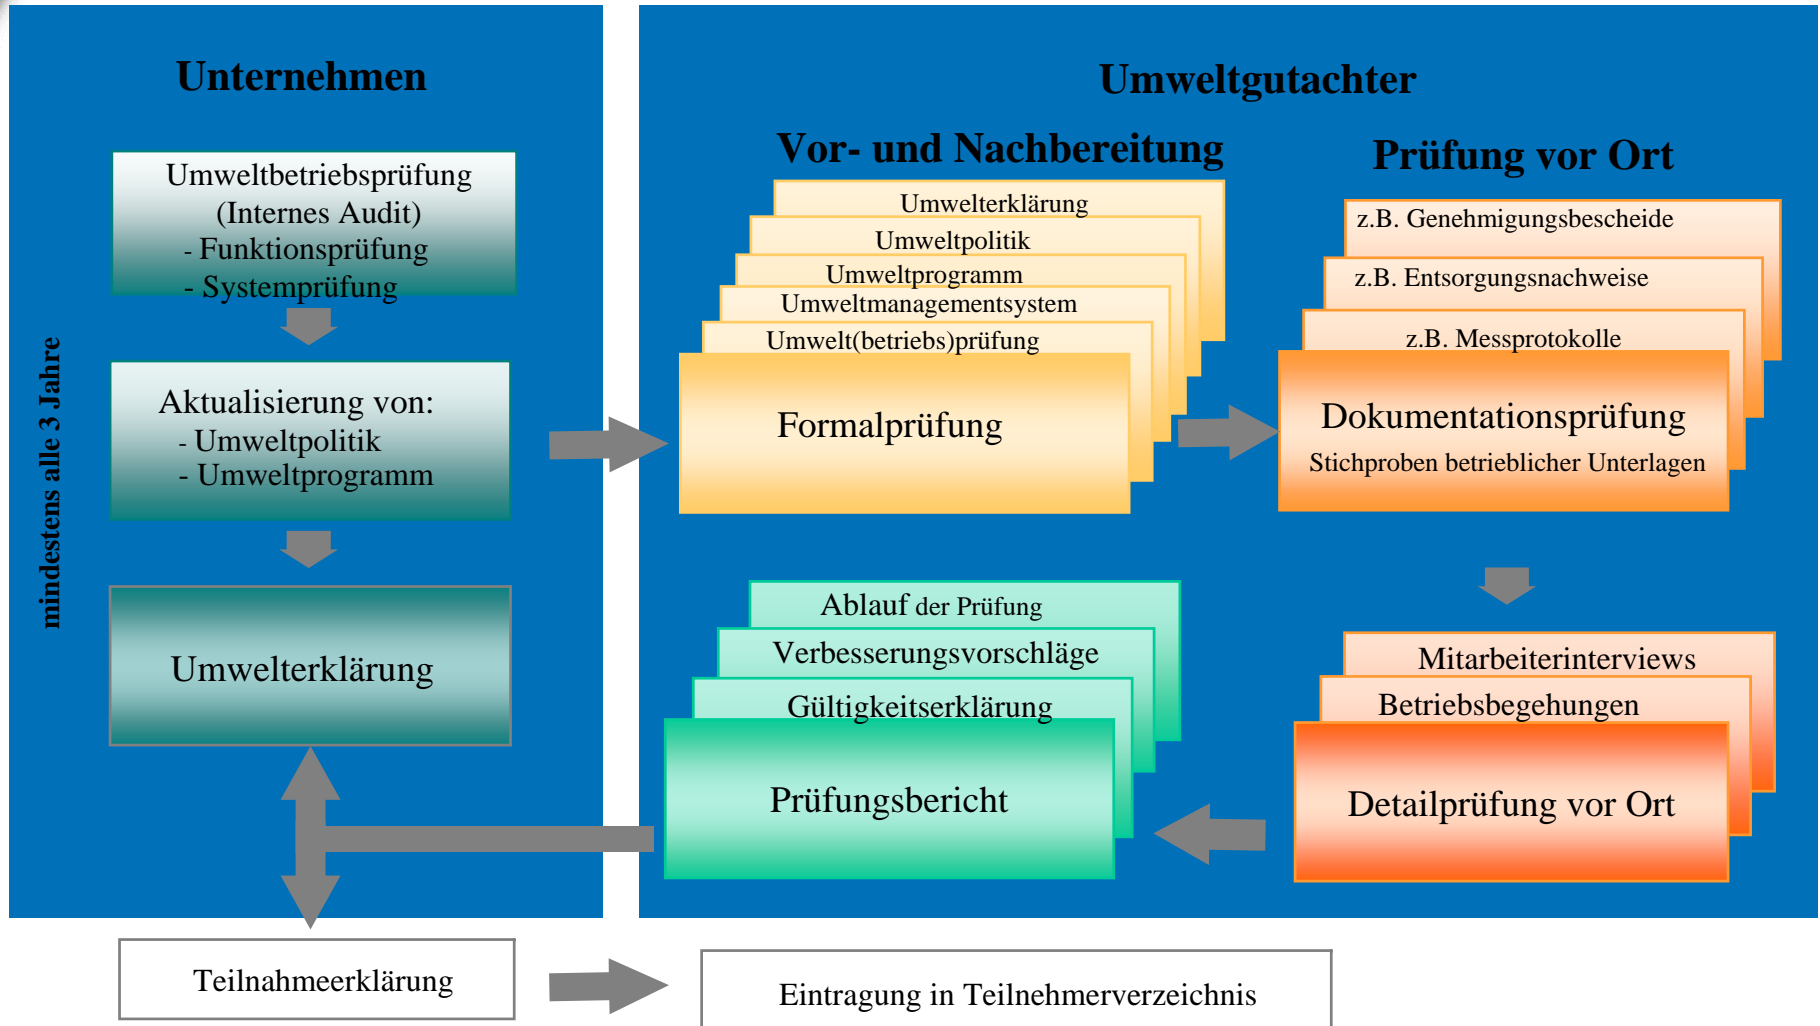 Unternehmen
mindestens alle 3 Jahre
Umweltbetriebsprüfung
(Internes Audit)
- Funktionsprüfung
- Systemprüfung
Aktualisierung von:
- Umweltpolitik
- Umweltprogramm
Umwelterklärung
Umweltgutachter
Vor- und Nachbereitung
Umwelterklärung
Umweltpolitik
Umweltprogramm
Umweltmanagementsystem
Umwelt(betriebs)prüfung
Formalprüfung
Prüfung vor Ort
z.B. Genehmigungsbescheide
z.B. Entsorgungsnachweise
z.B. Messprotokolle
Dokumentationsprüfung
Stichproben betrieblicher Unterlagen
Mitarbeiterinterviews
Betriebsbegehungen
Detailprüfung vor Ort
Ablauf der Prüfung
Verbesserungsvorschläge
Gültigkeitserklärung
Prüfungsbericht
Teilnahmeerklärung
Eintragung in Teilnehmerverzeichnis